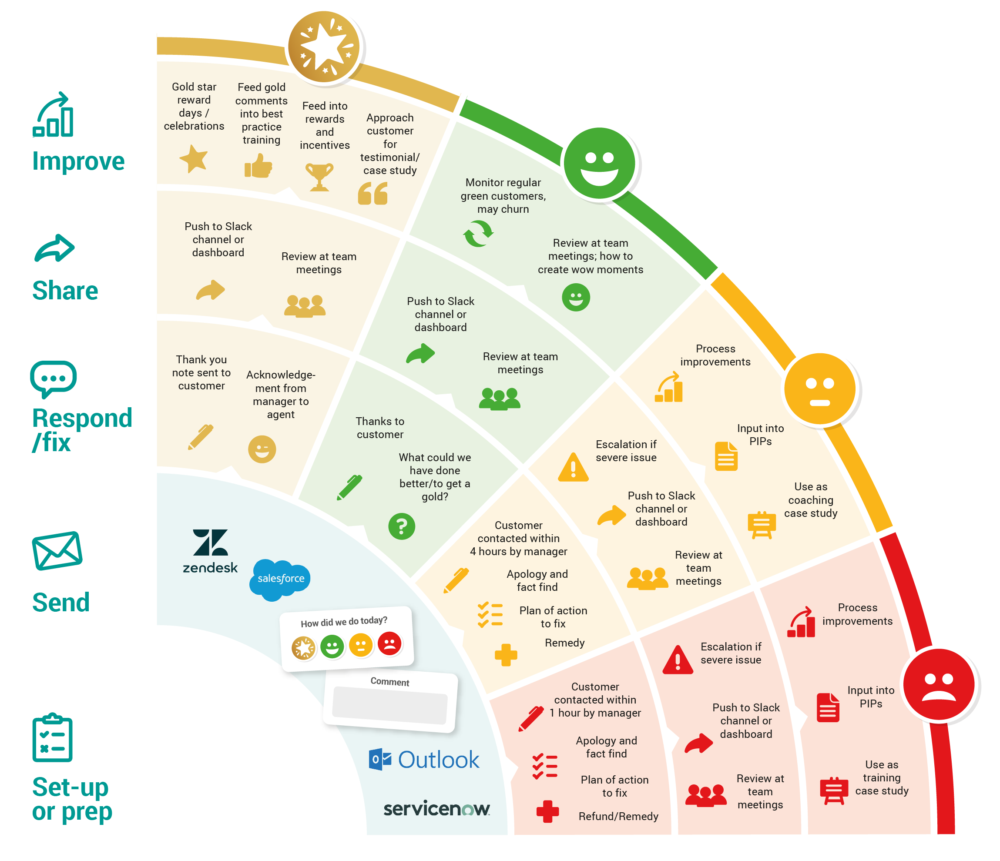 Improve
Share
Respond
/fix
Send
Set-up
or prep
Gold star
reward
days /
celebrations
Feed gold
comments
into best
practice
training
Feed into
rewards
and
incentives
Approach
customer
for
testimonial/
case study
Push to Slack
channel or
dashboard
Review at team
meetings
Thank you
note sent to
customer
Acknowledge-
ment from
manager to
agent
Monitor regular
green customers,
may churn
Review at team
meetings; how to
create wow moments
Push to Slack
channel or
dashboard
Review at team
meetings
Thanks to
customer
What could we
have done
better/to get a
gold?
Process
improvements
Input into
PIPs
Use as
coaching
case study
Escalation if
severe issue
Push to Slack
channel or
dashboard
Review at
team
meetings
Customer
contacted within
4 hours by manager
Apology and
fact find
Plan of action
to fix
Remedy
Process
improvements
Input into
PIPs
Use as
training
case study
Escalation if
severe issue
Push to Slack
channel or
dashboard
Review at
team
meetings
Customer
contacted within
1 hour by manager
Apology and
fact find
Plan of action
to fix
Refund/Remedy
zendesk
salesforce
How did we do today?
Comment
Outlook
servicenow